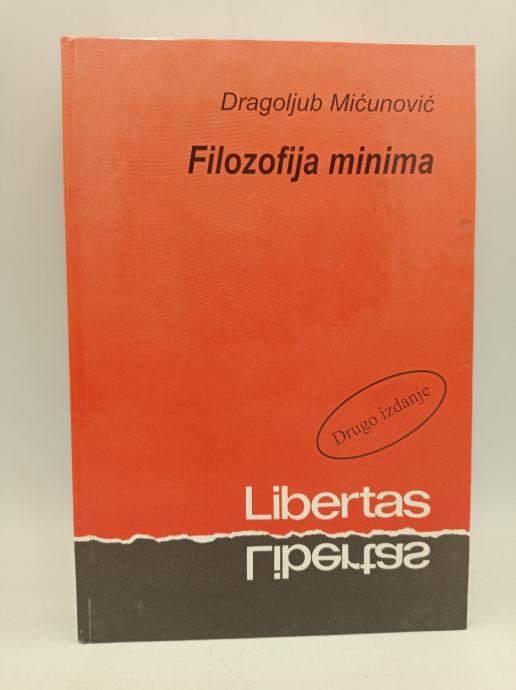 Dragoljub Mićunović
Filozofija minima
Drugo izdanje
Libertas
Libertas